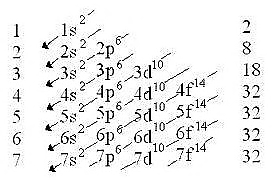 1 1s² 2
2 2s² 2p⁶ 8
3 3s² 3p⁶ 3d¹⁰ 18
4 4s² 4p⁶ 4d¹⁰ 4f¹⁴ 32
5 5s² 5p⁶ 5d¹⁰ 5f¹⁴ 32
6 6s² 6p⁶ 6d¹⁰ 6f¹⁴ 32
7 7s² 7p⁶ 7d¹⁰ 7f¹⁴ 32